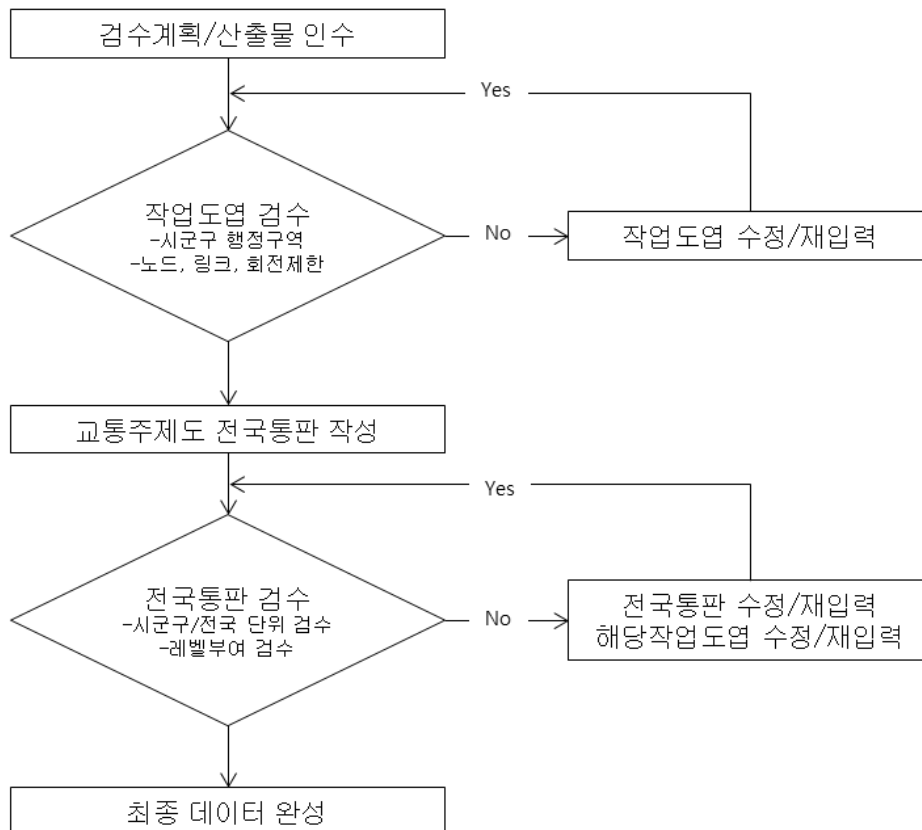 검수계획/산출물 인수
Yes
작업도엽 검수
-시군구 행정구역
-노드, 링크, 회전제한
No
작업도엽 수정/재입력
교통주제도 전국통판 작성
Yes
전국통판 검수
-시군구/전국 단위 검수
-레벨부여 검수
No
전국통판 수정/재입력
해당작업도엽 수정/재입력
최종 데이터 완성